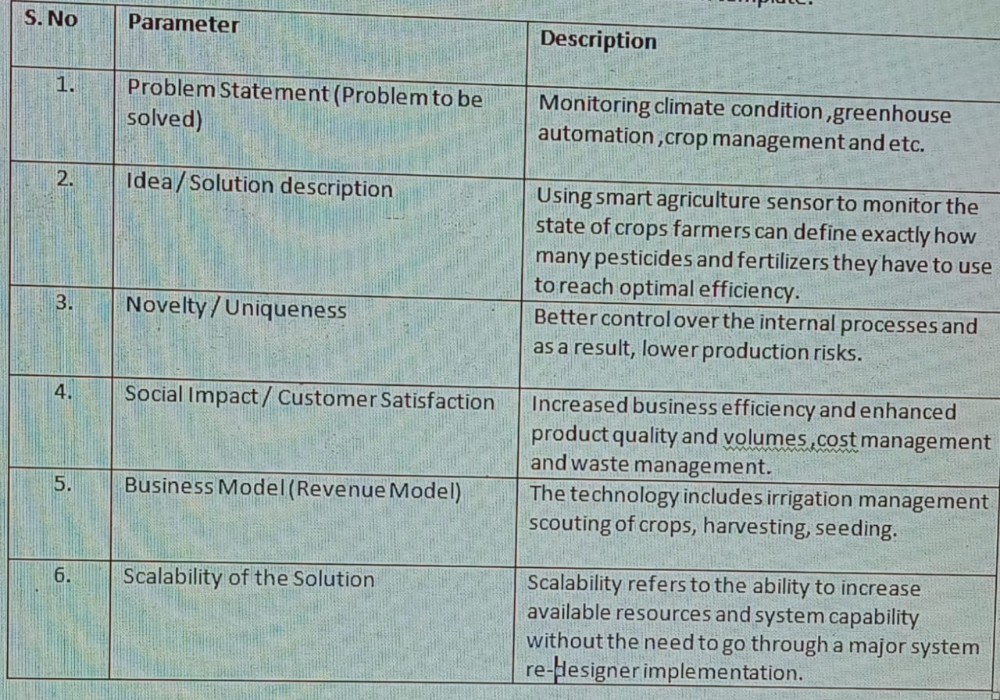 S. No
Parameter
Description
1.
Problem Statement (Problem to be
solved)
Monitoring climate condition ,greenhouse
automation ,crop management and etc.
2.
Idea / Solution description
Using smart agriculture sensor to monitor the
state of crops farmers can define exactly how
many pesticides and fertilizers they have to use
to reach optimal efficiency.
3.
Novelty / Uniqueness
Better control over the internal processes and
as a result, lower production risks.
4.
Social Impact / Customer Satisfaction
Increased business efficiency and enhanced
product quality and volumes ,cost management
and waste management.
5.
Business Model (Revenue Model)
The technology includes irrigation management
scouting of crops, harvesting, seeding.
6.
Scalability of the Solution
Scalability refers to the ability to increase
available resources and system capability
without the need to go through a major system
re-designer implementation.